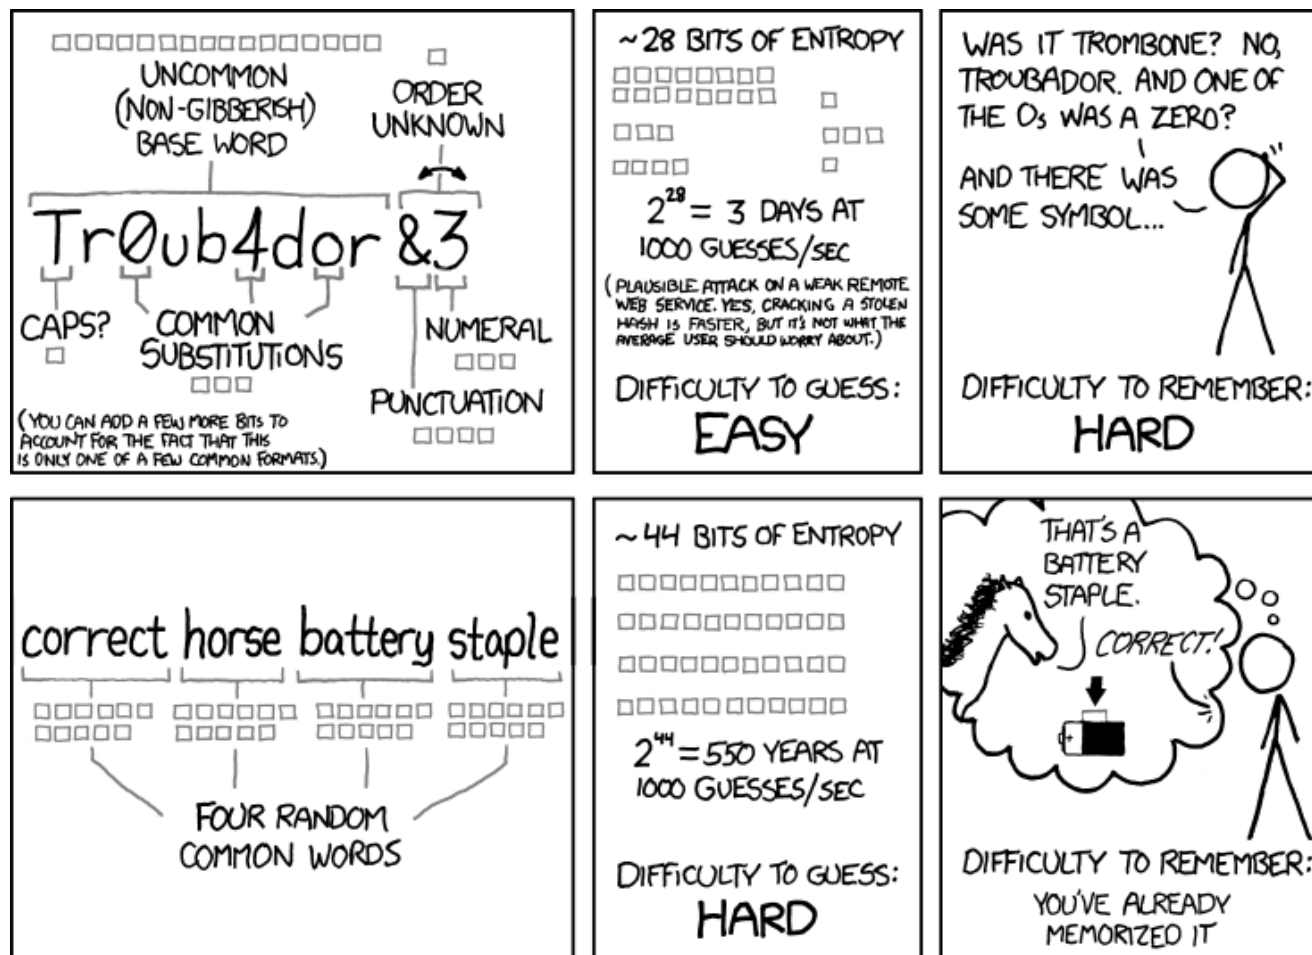 UNCOMMON
(NON-GIBBERISH)
BASE WORD
ORDER
UNKNOWN
Tr0ub4dor &3
CAPS?
COMMON
SUBSTITUTIONS
NUMERAL
PUNCTUATION
(YOU CAN ADD A FEW MORE BITS TO
ACCOUNT FOR THE FACT THAT THIS
IS ONLY ONE OF A FEW COMMON FORMATS.)
~28 BITS OF ENTROPY
2^28 = 3 DAYS AT
1000 GUESSES/SEC
(PLAUSIBLE ATTACK ON A WEAK REMOTE
WEB SERVICE. YES, CRACKING A STOLEN
HASH IS FASTER, BUT IT'S NOT WHAT THE
AVERAGE USER SHOULD WORRY ABOUT.)
DIFFICULTY TO GUESS:
EASY
WAS IT TROMBONE? NO,
TROUBADOR. AND ONE OF
THE Os WAS A ZERO?
AND THERE WAS
SOME SYMBOL...
DIFFICULTY TO REMEMBER:
HARD
correct horse battery staple
FOUR RANDOM
COMMON WORDS
~44 BITS OF ENTROPY
2^44 = 550 YEARS AT
1000 GUESSES/SEC
DIFFICULTY TO GUESS:
HARD
THAT'S A
BATTERY
STAPLE.
CORRECT!
+
DIFFICULTY TO REMEMBER:
YOU'VE ALREADY
MEMORIZED IT